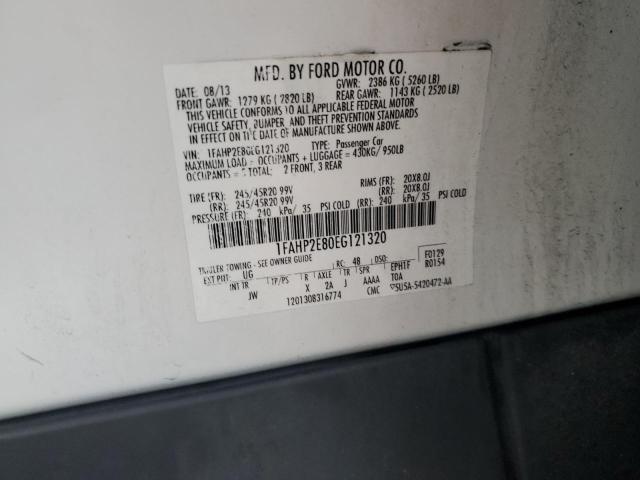 MFD. BY FORD MOTOR CO.
DATE: 08/13 GVWR: 2386 KG ( 5260 LB)
FRONT GAWR: 1279 KG ( 2820 LB) REAR GAWR: 1143 KG ( 2520 LB)
THIS VEHICLE CONFORMS TO ALL APPLICABLE FEDERAL MOTOR
VEHICLE SAFETY, BUMPER, AND THEFT PREVENTION STANDARDS
IN EFFECT ON THE DATE OF MANUFACTURE SHOWN ABOVE.
VIN: 1FAHP2E80EG121320 TYPE: Passenger Car
MAXIMUM LOAD = OCCUPANTS + LUGGAGE = 430KG/ 950LB
OCCUPANTS = 5 TOTAL: 2 FRONT, 3 REAR
TIRE (FR): 245/45R20 99V RIMS (FR): 20X8.0J
(RR): 245/45R20 99V (RR): 20X8.0J
PRESSURE (FR): 240 kPa/ 35 PSI COLD (RR): 240 kPa/ 35 PSI COLD
1FAHP2E80EG121320
TRAILER TOWING - SEE OWNER GUIDE RC: 48 DSO: F0129
EXT PNT: UG EPH1F R0154
INT TR TP/PS R AXLE TR SPR TOA
JW X 2A J AAAA
1201308316774 CMC 5U5A-5420472-AA